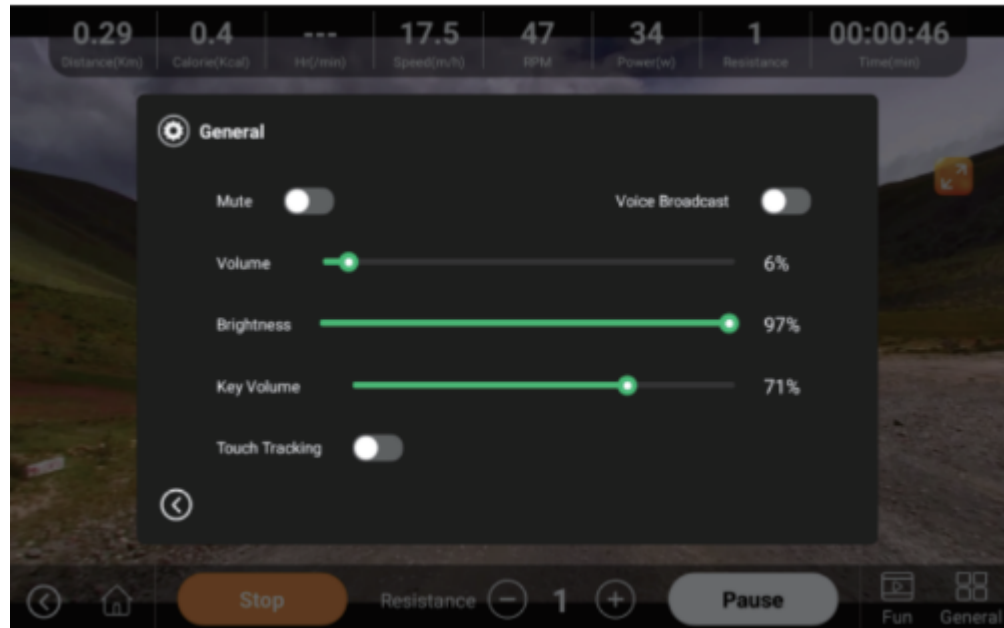 0.29 0.4 --- 17.5 47 34 1 00:00:46
Distance(Km) Calorie(Kcal) Hr(/min) Speed(m/h) RPM Power(w) Resistance Time(min)
General
Mute Voice Broadcast
Volume 6%
Brightness 97%
Key Volume 71%
Touch Tracking
Stop Resistance 1 Pause
Fun General